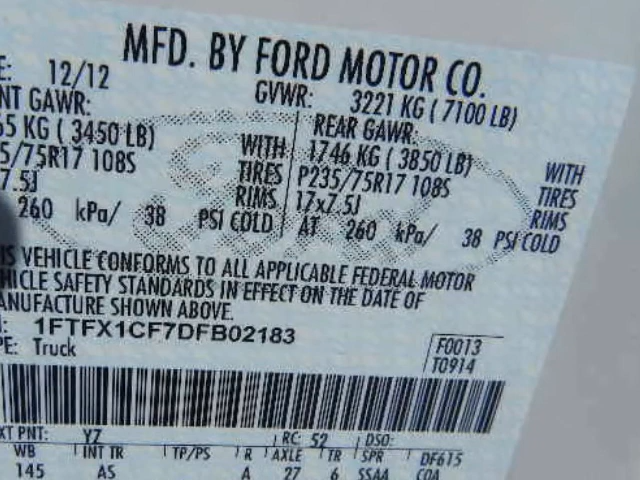 MFD. BY FORD MOTOR CO.
E: 12/12 GVWR: 3221 KG ( 7100 LB)
NT GAWR: REAR GAWR:
65 KG ( 3450 LB) WITH 1746 KG ( 3850 LB) WITH
5/75R17 108S TIRES P235/75R17 108S TIRES
7.5J RIMS 17x7.5J RIMS
260 kPa/ 38 PSI COLD AT 260 kPa/ 38 PSI COLD
IS VEHICLE CONFORMS TO ALL APPLICABLE FEDERAL MOTOR
HICLE SAFETY STANDARDS IN EFFECT ON THE DATE OF
ANUFACTURE SHOWN ABOVE.
: 1FTFX1CF7DFB02183
PE: Truck
F0013
T0914
XT PNT: YZ RC: 52 DSO:
WB INT TR TP/PS R AXLE TR SPR DF615
145 AS A 27 6 SSAA COA